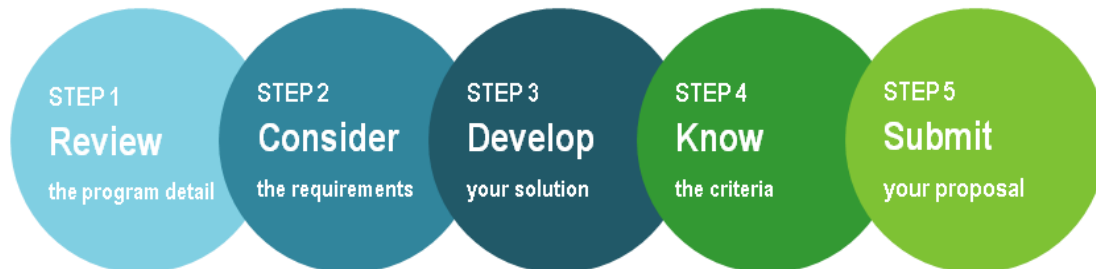 STEP 1
Review
the program detail
STEP 2
Consider
the requirements
STEP 3
Develop
your solution
STEP 4
Know
the criteria
STEP 5
Submit
your proposal